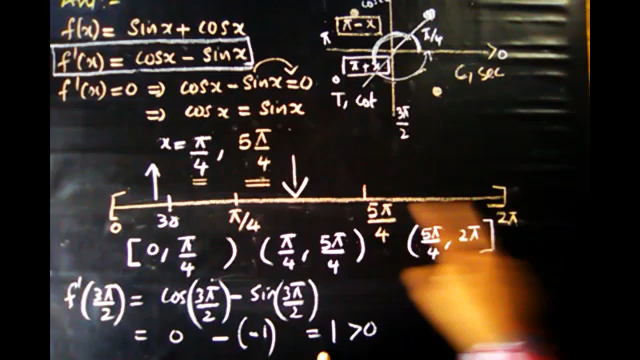 f(x) = Sinx + cosx
f'(x) = cosx - Sinx
f'(x) = 0 ⇒ cosx - Sinx = 0
⇒ cosx = Sinx
x = π/4, 5π/4
π - x
π
π/4
0
π + x
C, sec
T, cot
3π/2
0
π/4
5π/4
2π
[0, π/4) (π/4, 5π/4) (5π/4, 2π]
f'(3π/2) = cos(3π/2) - sin(3π/2)
= 0 - (-1) = 1 > 0